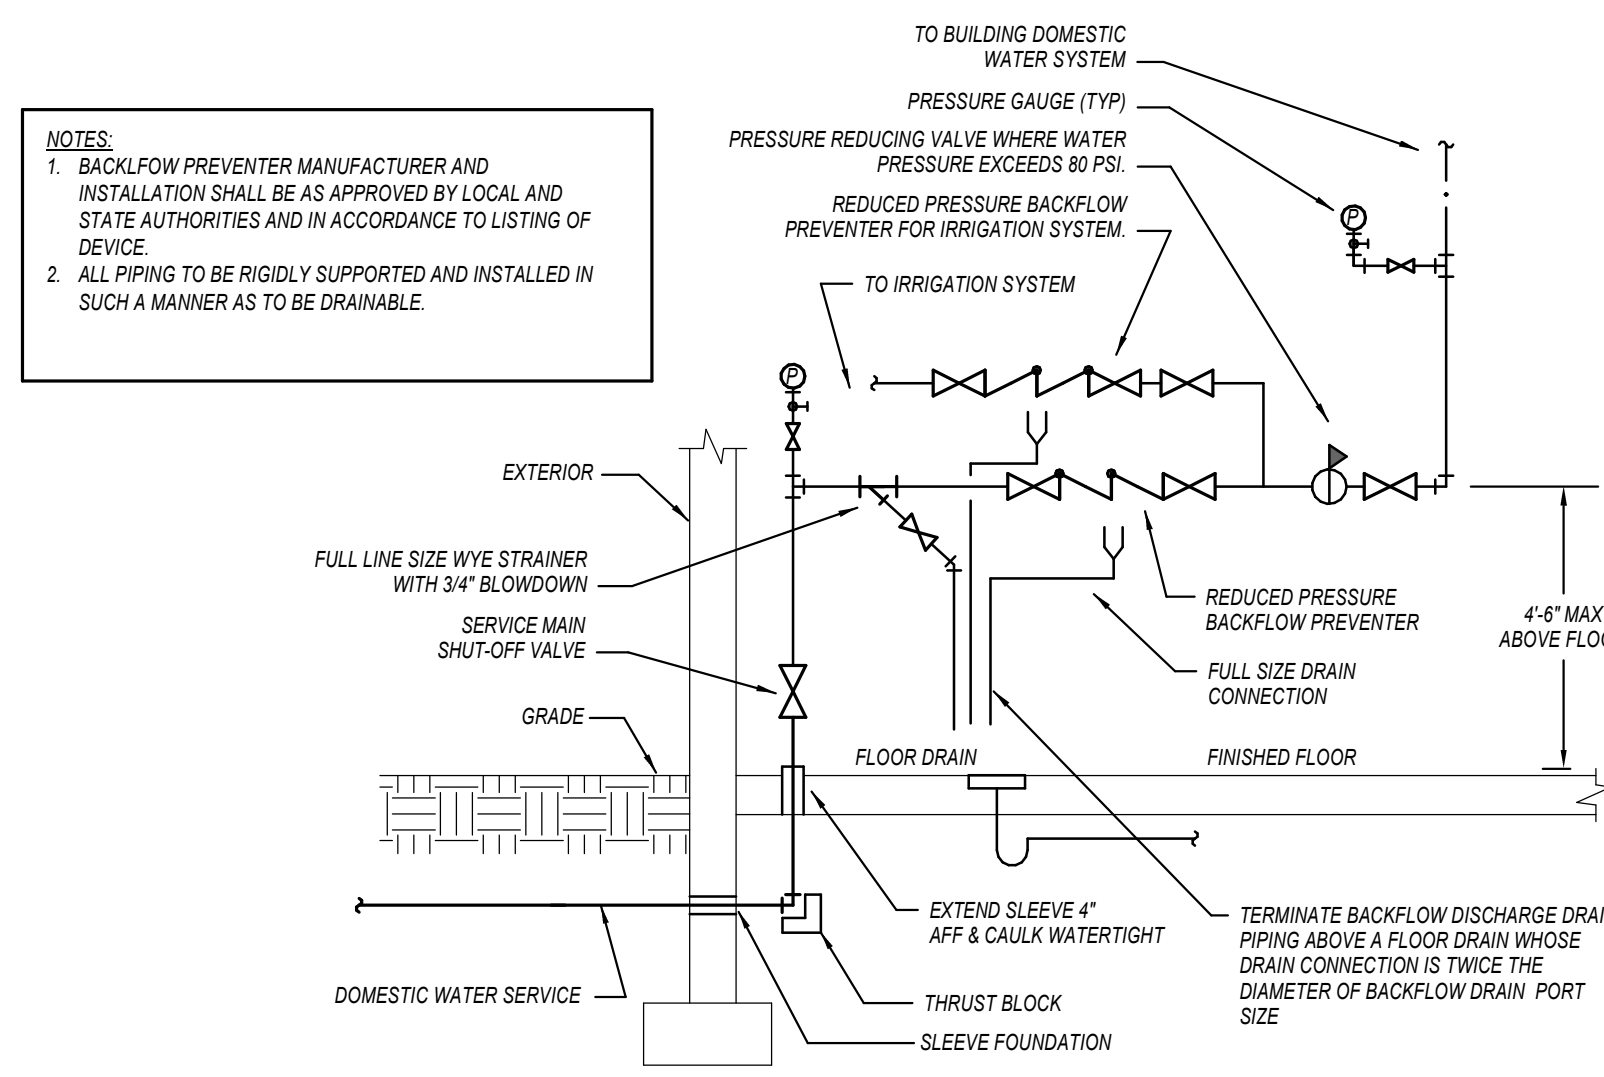 NOTES:
1. BACKLFOW PREVENTER MANUFACTURER AND
INSTALLATION SHALL BE AS APPROVED BY LOCAL AND
STATE AUTHORITIES AND IN ACCORDANCE TO LISTING OF
DEVICE.
2. ALL PIPING TO BE RIGIDLY SUPPORTED AND INSTALLED IN
SUCH A MANNER AS TO BE DRAINABLE.
TO BUILDING DOMESTIC
WATER SYSTEM
PRESSURE GAUGE (TYP)
PRESSURE REDUCING VALVE WHERE WATER
PRESSURE EXCEEDS 80 PSI.
REDUCED PRESSURE BACKFLOW
PREVENTER FOR IRRIGATION SYSTEM.
P
TO IRRIGATION SYSTEM
P
EXTERIOR
FULL LINE SIZE WYE STRAINER
WITH 3/4" BLOWDOWN
SERVICE MAIN
SHUT-OFF VALVE
GRADE
REDUCED PRESSURE
BACKFLOW PREVENTER
4'-6" MAX
ABOVE FLOO
FULL SIZE DRAIN
CONNECTION
FLOOR DRAIN
FINISHED FLOOR
EXTEND SLEEVE 4"
AFF & CAULK WATERTIGHT
TERMINATE BACKFLOW DISCHARGE DRAI
PIPING ABOVE A FLOOR DRAIN WHOSE
DRAIN CONNECTION IS TWICE THE
DIAMETER OF BACKFLOW DRAIN PORT
SIZE
DOMESTIC WATER SERVICE
THRUST BLOCK
SLEEVE FOUNDATION